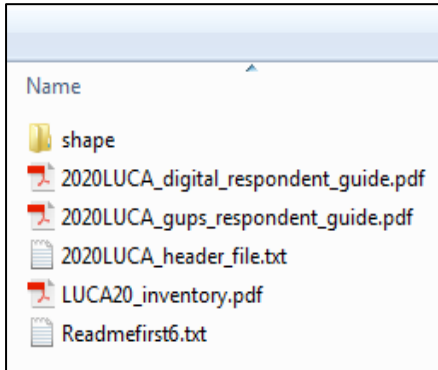 Name
shape
2020LUCA_digital_respondent_guide.pdf
2020LUCA_gups_respondent_guide.pdf
2020LUCA_header_file.txt
LUCA20_inventory.pdf
Readmefirst6.txt